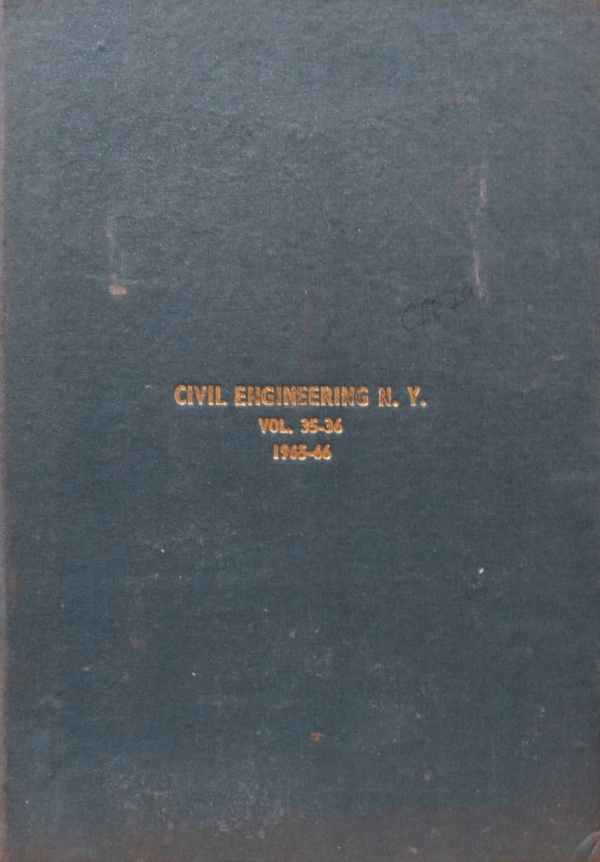 CIVIL ENGINEERING N. Y.
VOL. 35-36
1965-66